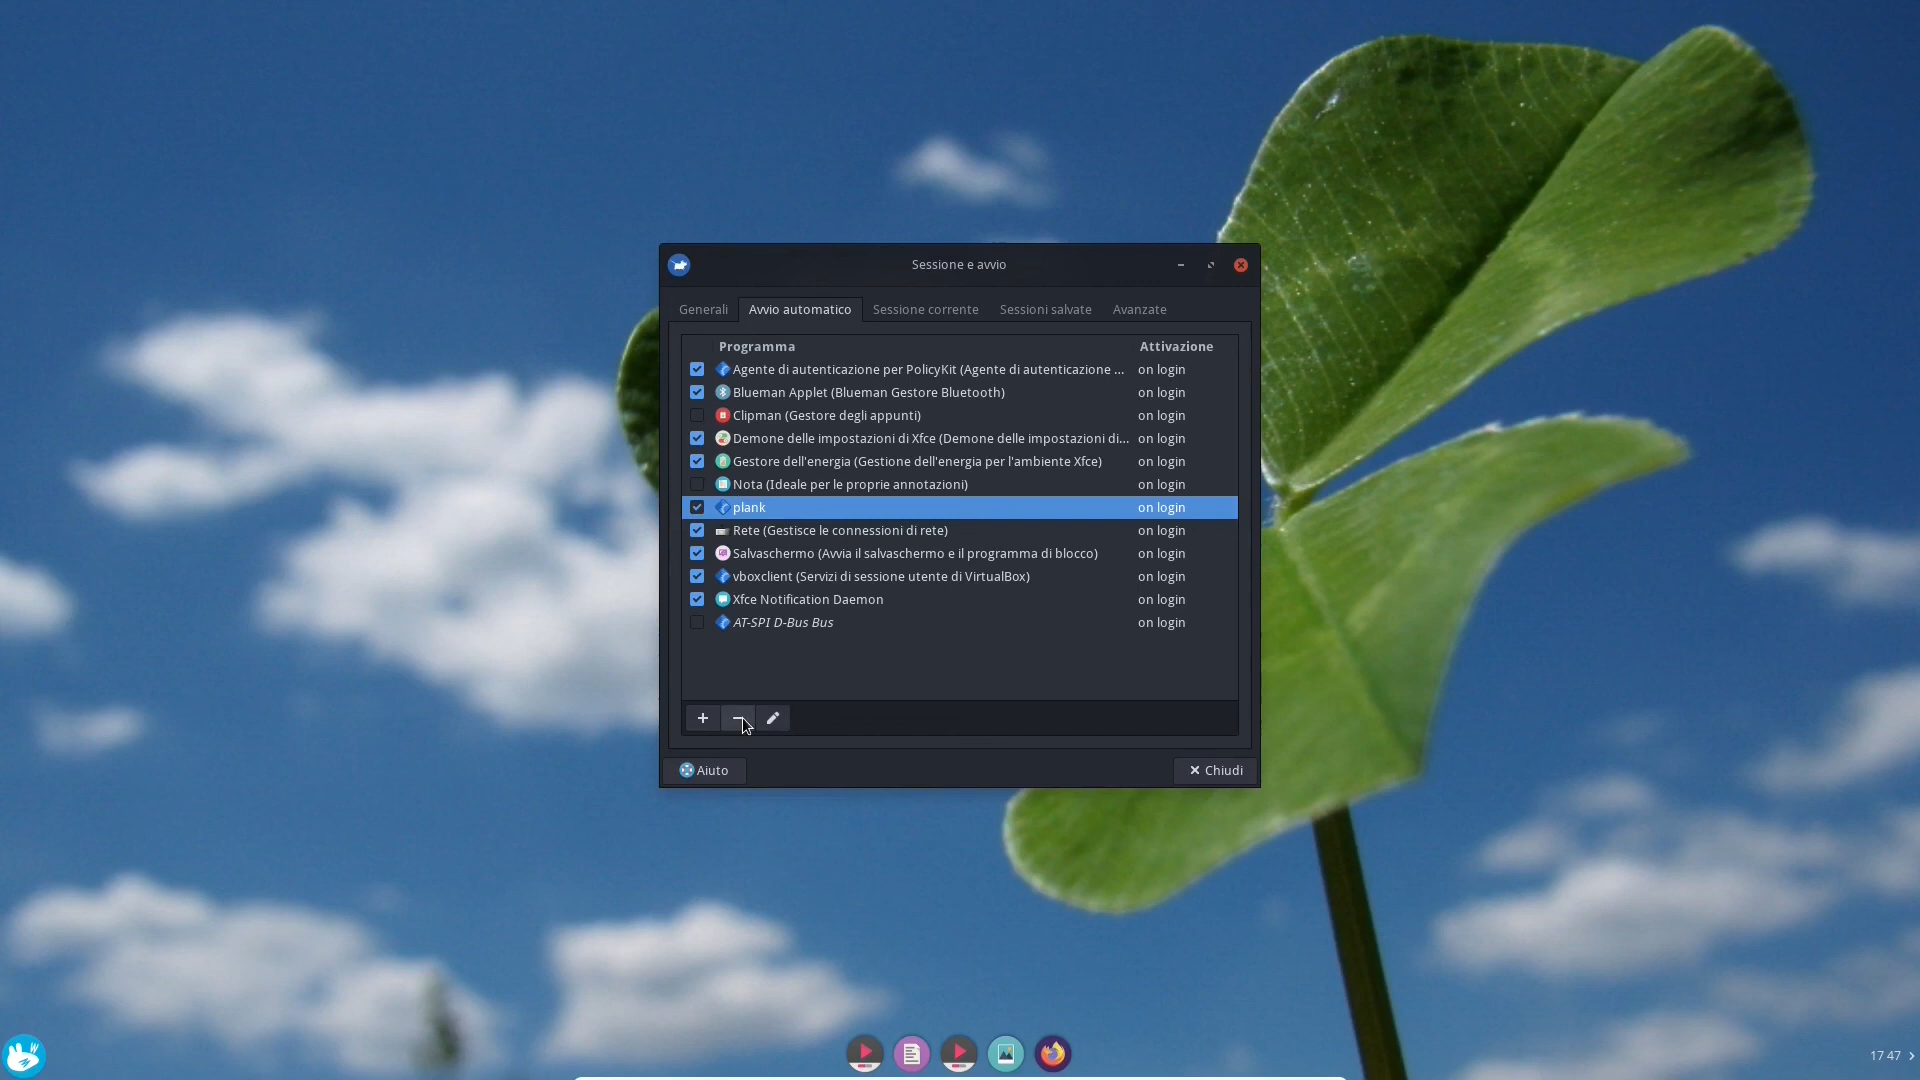 Sessione e avvio
Generali
Avvio automatico
Sessione corrente
Sessioni salvate
Avanzate
Programma Attivazione
Agente di autenticazione per PolicyKit (Agente di autenticazione ... on login
Blueman Applet (Blueman Gestore Bluetooth) on login
Clipman (Gestore degli appunti) on login
Demone delle impostazioni di Xfce (Demone delle impostazioni di... on login
Gestore dell'energia (Gestione dell'energia per l'ambiente Xfce) on login
Nota (Ideale per le proprie annotazioni) on login
plank on login
Rete (Gestisce le connessioni di rete) on login
Salvaschermo (Avvia il salvaschermo e il programma di blocco) on login
vboxclient (Servizi di sessione utente di VirtualBox) on login
Xfce Notification Daemon on login
AT-SPI D-Bus Bus on login
Aiuto
Chiudi
17 47